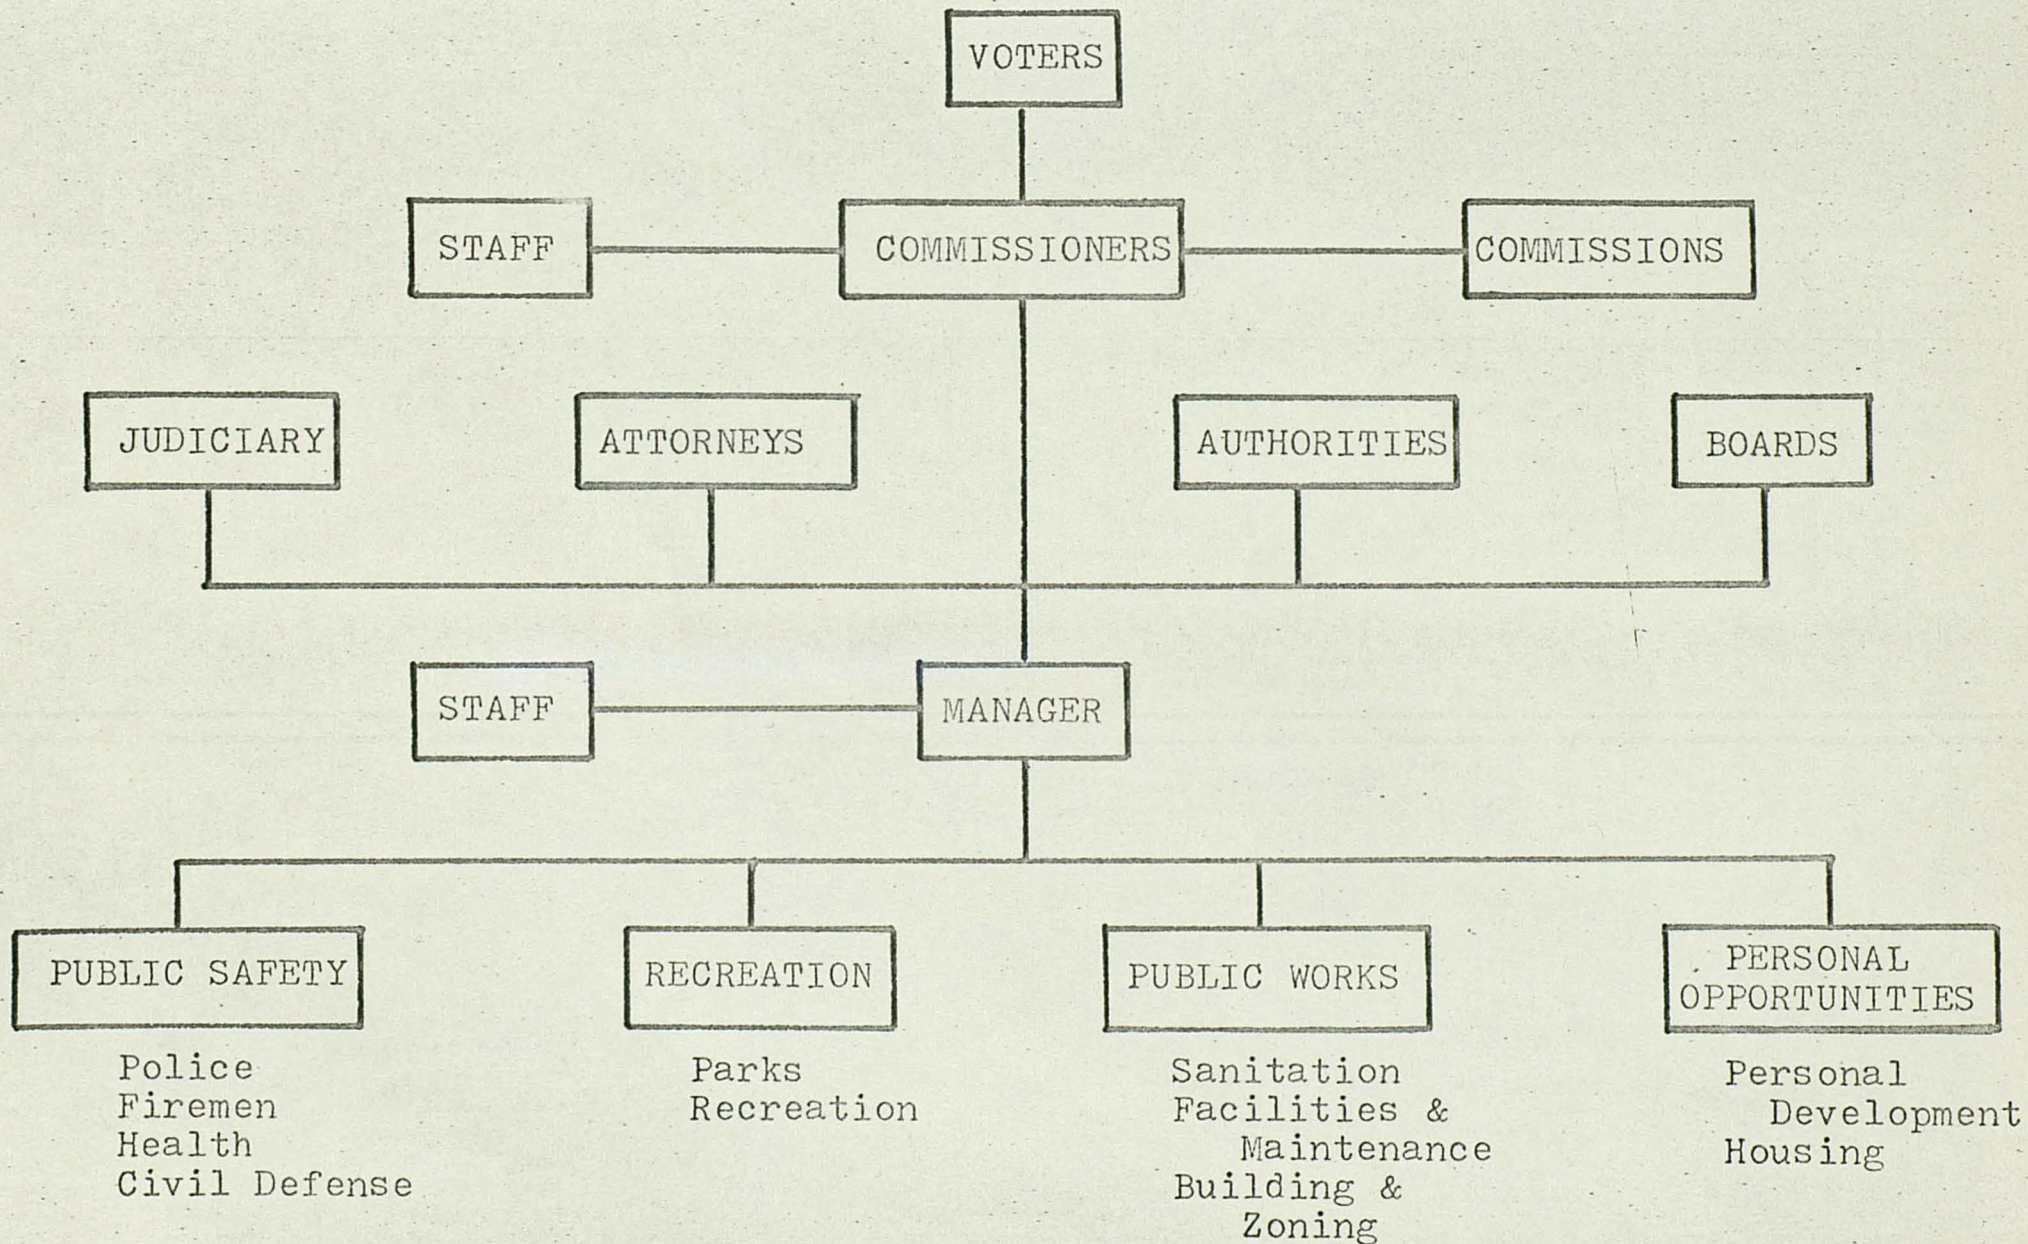 VOTERS
STAFF
COMMISSIONERS
COMMISSIONS
JUDICIARY
ATTORNEYS
AUTHORITIES
BOARDS
STAFF
MANAGER
PUBLIC SAFETY
Police
Firemen
Health
Civil Defense
RECREATION
Parks
Recreation
PUBLIC WORKS
Sanitation
Facilities &
Maintenance
Building &
Zoning
PERSONAL
OPPORTUNITIES
Personal
Development
Housing